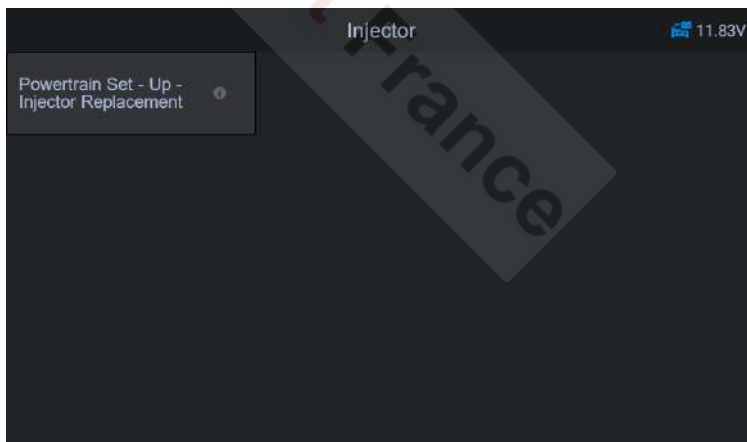 Injector
11.83V
Powertrain Set - Up -
Injector Replacement
France